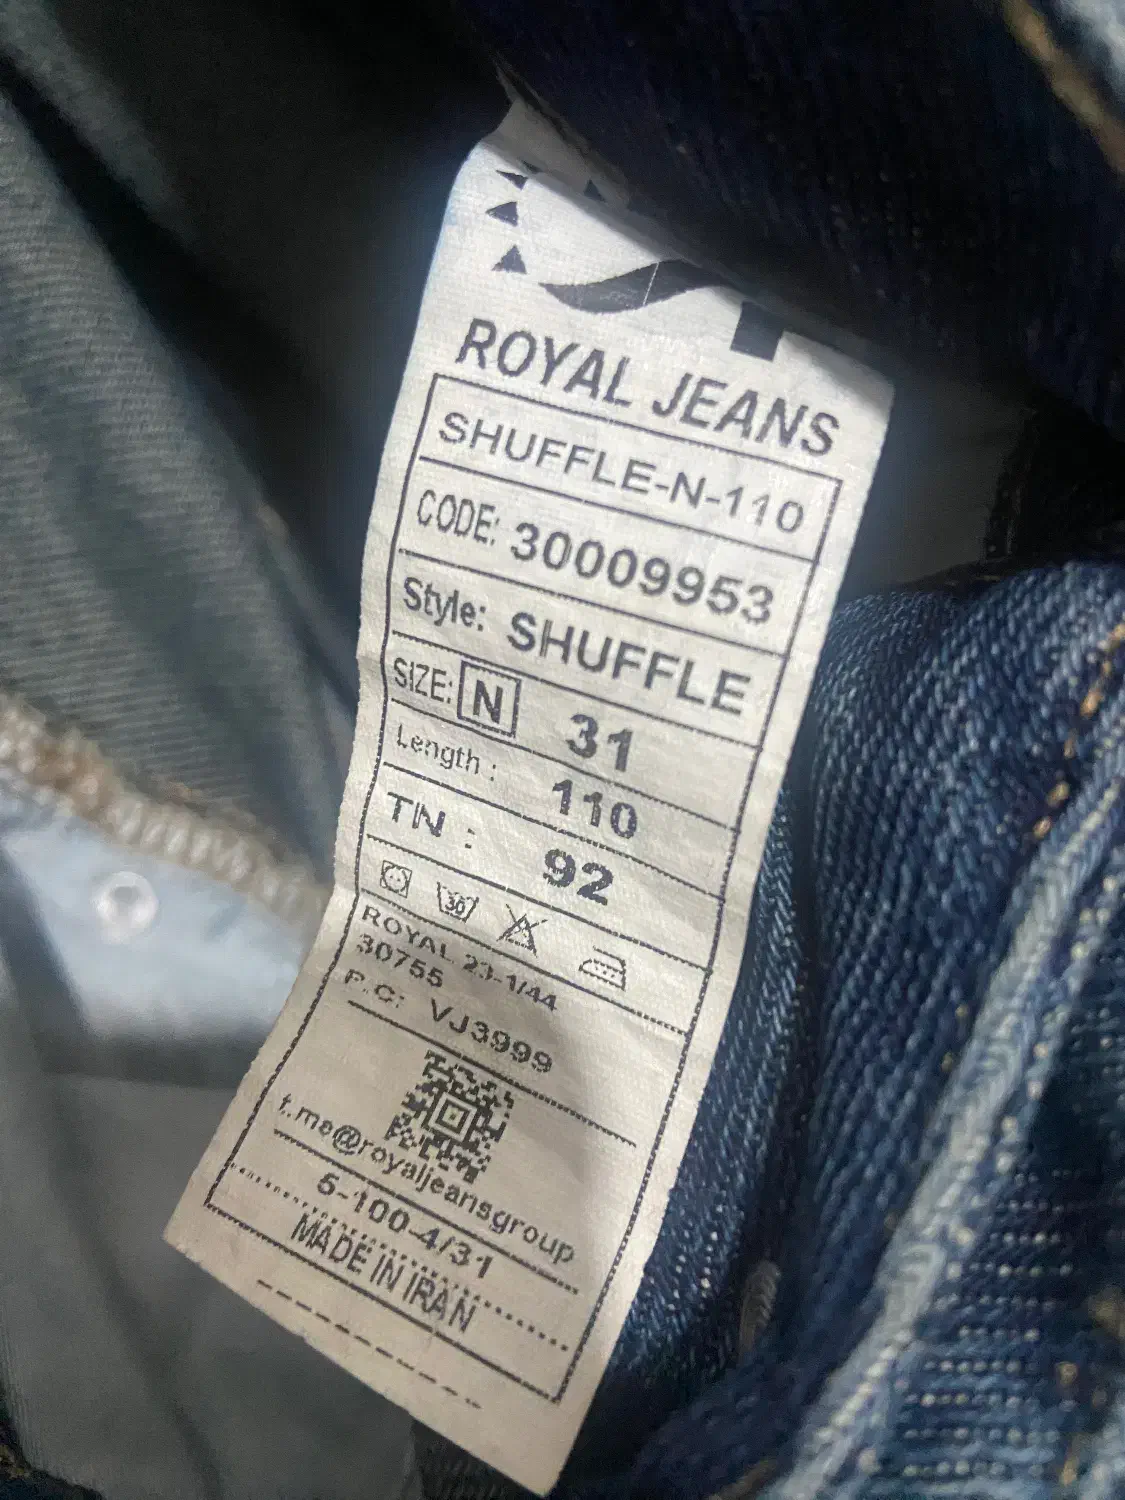 ROYAL JEANS
SHUFFLE-N-110
CODE: 30009953
Style: SHUFFLE
SIZE: N 31
Length : 110
TN : 92
30
ROYAL 23-1/44
30755
P.C: VJ3999
t.me@royaljeansgroup
5-100-4/31
MADE IN IRAN